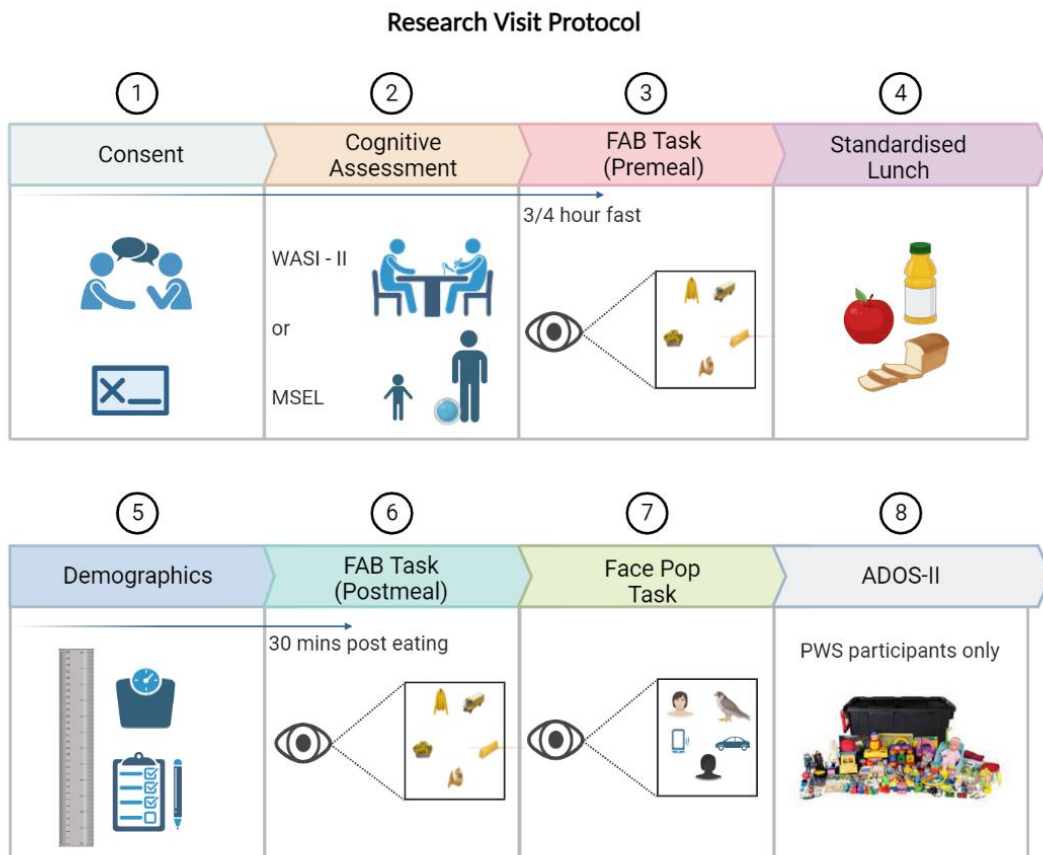 Research Visit Protocol
1
2
3
4
Consent
Cognitive
Assessment
FAB Task
(Premeal)
Standardised
Lunch
3/4 hour fast
WASI - II
or
MSEL
5
6
7
8
Demographics
FAB Task
(Postmeal)
Face Pop
Task
ADOS-II
30 mins post eating
PWS participants only